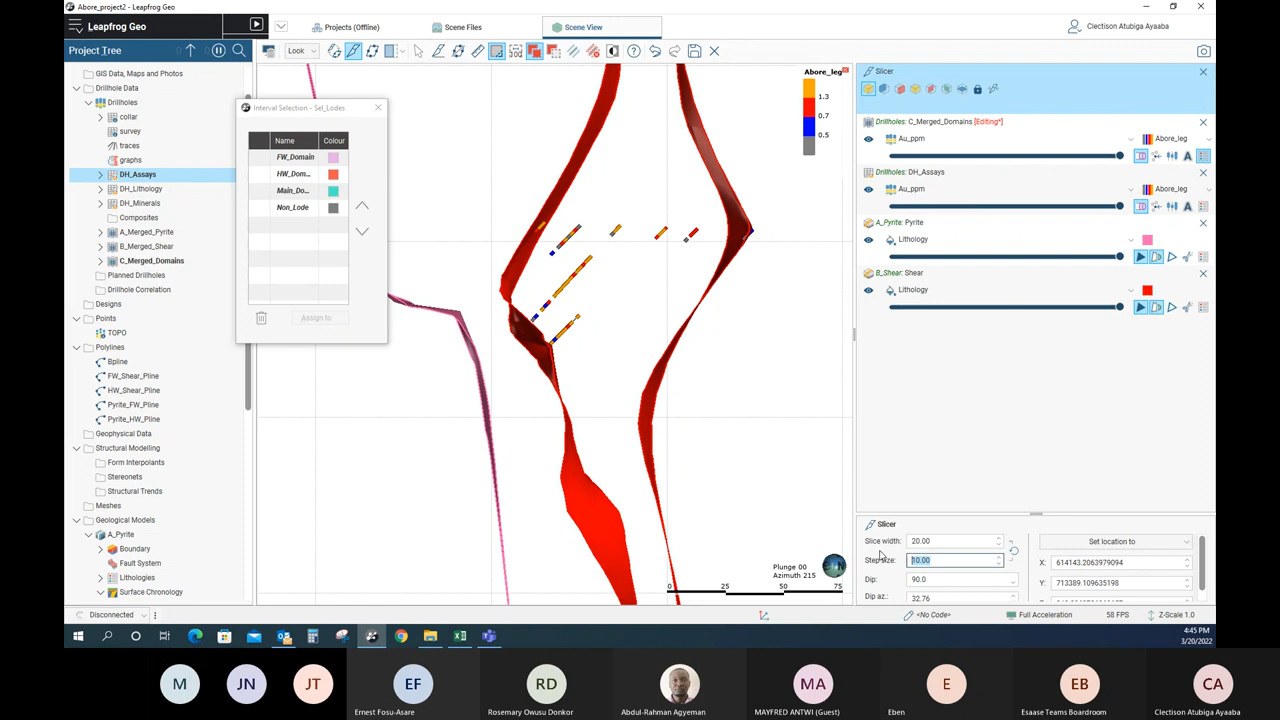 Abore_project2 - Leapfrog Geo
Leapfrog Geo
Projects (Offline)
Scene Files
Scene View
Clectison Atubiga Ayaaba
Project Tree
Look
GIS Data, Maps and Photos
Drillhole Data
Drillholes
collar
survey
traces
graphs
DH_Assays
DH_Lithology
DH_Minerals
Composites
A_Merged_Pyrite
B_Merged_Shear
C_Merged_Domains
Planned Drillholes
Drillhole Correlation
Designs
Points
TOPO
Polylines
Bpline
FW_Shear_Pline
HW_Shear_Pline
Pyrite_FW_Pline
Pyrite_HW_Pline
Geophysical Data
Structural Modelling
Form Interpolants
Stereonets
Structural Trends
Meshes
Geological Models
A_Pyrite
Boundary
Fault System
Lithologies
Surface Chronology
Interval Selection - Sel_Lodes
Name
Colour
FW_Domain
HW_Dom...
Main_Do...
Non_Lode
Assign to
Abore_leg
1.3
0.7
0.5
Plunge 00
Azimuth 215
0
25
50
75
Slicer
Drillholes: C_Merged_Domains [Editing*]
Au_ppm
Abore_leg
Drillholes: DH_Assays
Au_ppm
Abore_leg
A_Pyrite: Pyrite
Lithology
B_Shear: Shear
Lithology
Slicer
Slice width:
20.00
Step size:
10.00
Dip:
90.0
Dip az.:
32.76
Set location to
X:
614143.2063979094
Y:
713389.109635198
Disconnected
<No Code>
Full Acceleration
58 FPS
Z-Scale 1.0
4:45 PM
3/20/2022
M
JN
JT
EF
Ernest Fosu-Asare
RD
Rosemary Owusu Donkor
Abdul-Rahman Agyeman
MA
MAYFRED ANTWI (Guest)
E
Eben
EB
Esaase Teams Boardroom
CA
Clectison Atubiga Ayaaba